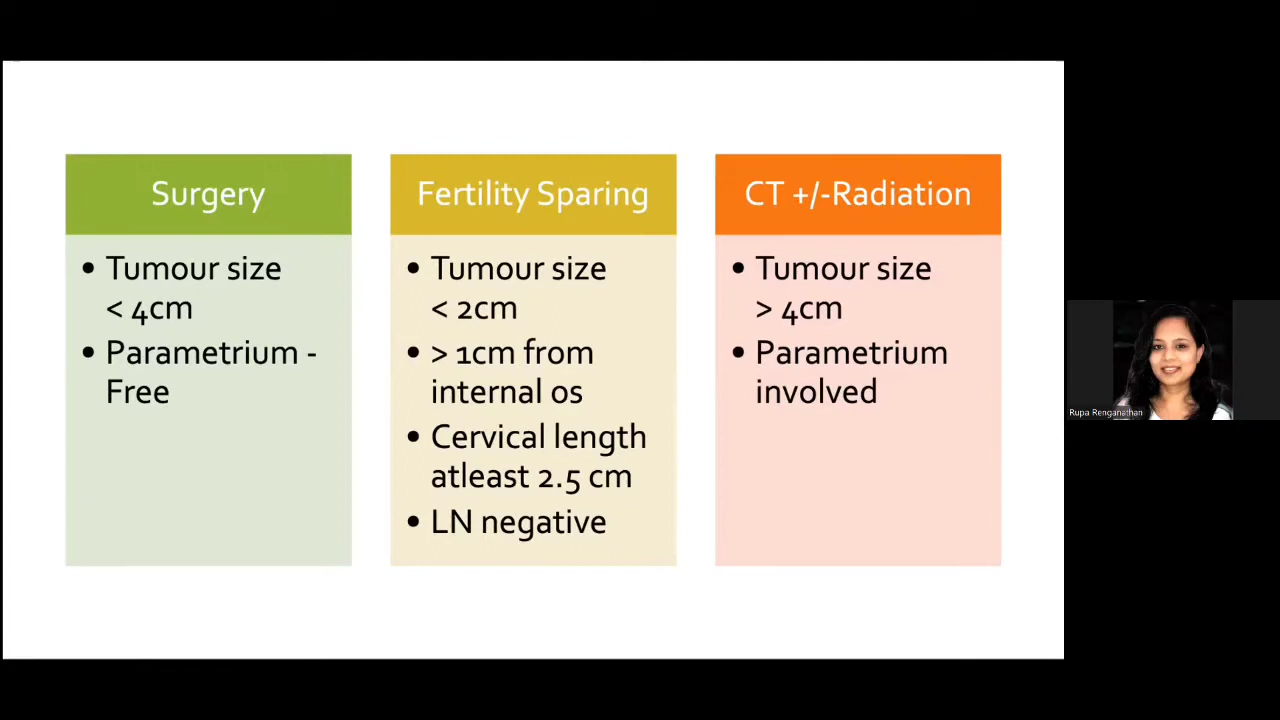 Surgery
• Tumour size
< 4cm
• Parametrium -
Free
Fertility Sparing
• Tumour size
< 2cm
• > 1cm from
internal os
• Cervical length
atleast 2.5 cm
• LN negative
CT +/-Radiation
• Tumour size
> 4cm
• Parametrium
involved
Rupa Renganathan